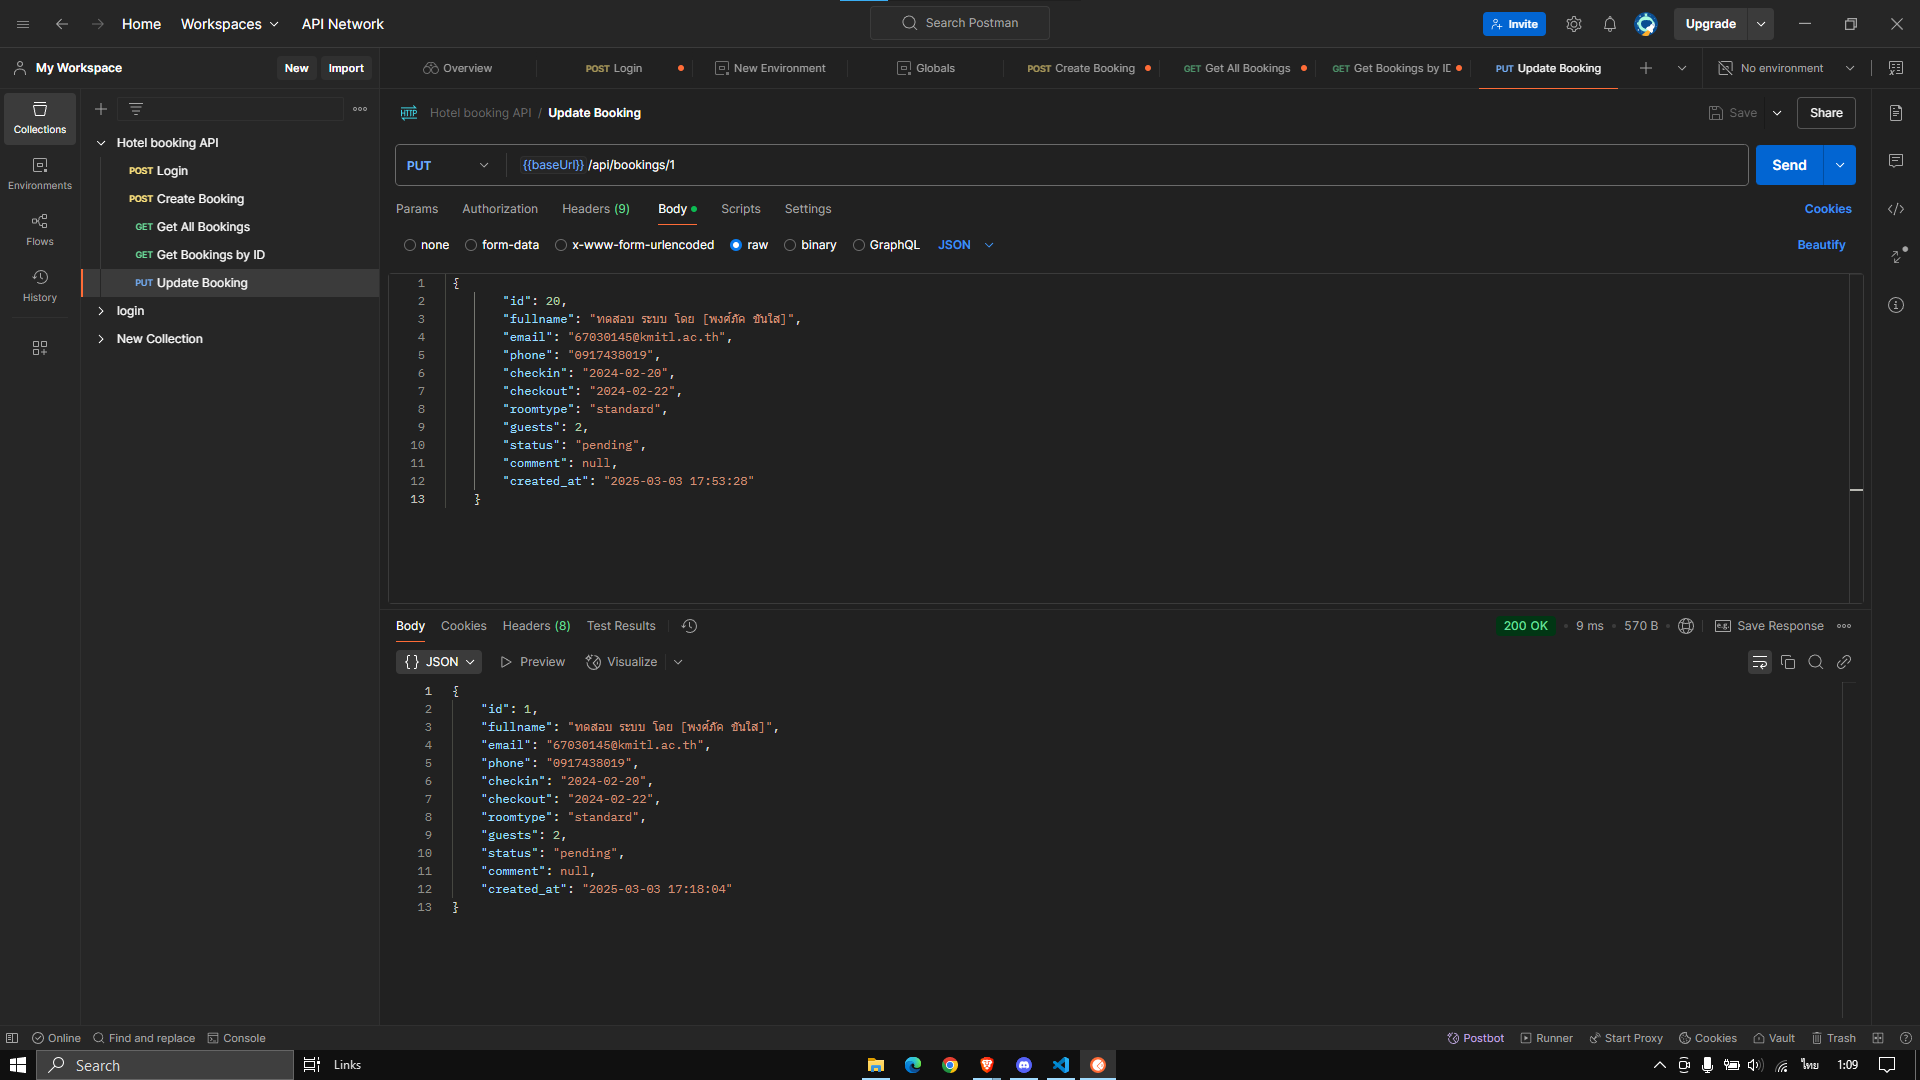 Home Workspaces API Network Search Postman Invite Upgrade
My Workspace New Import Overview POST Login New Environment Globals POST Create Booking GET Get All Bookings GET Get Bookings by ID PUT Update Booking No environment
Collections
Environments
Flows
History
Hotel booking API
POST Login
POST Create Booking
GET Get All Bookings
GET Get Bookings by ID
PUT Update Booking
login
New Collection
HTTP Hotel booking API / Update Booking Save Share
PUT {{baseUrl}} /api/bookings/1 Send
Params Authorization Headers (9) Body Scripts Settings Cookies
none form-data x-www-form-urlencoded raw binary GraphQL JSON Beautify
1 {
2 "id": 20,
3 "fullname": "ทดสอบ ระบบ โดย [พงศ์ภัค ขันใส]",
4 "email": "67030145@kmitl.ac.th",
5 "phone": "0917438019",
6 "checkin": "2024-02-20",
7 "checkout": "2024-02-22",
8 "roomtype": "standard",
9 "guests": 2,
10 "status": "pending",
11 "comment": null,
12 "created_at": "2025-03-03 17:53:28"
13 }
Body Cookies Headers (8) Test Results 200 OK 9 ms 570 B e.g. Save Response
{} JSON Preview Visualize
1 {
2 "id": 1,
3 "fullname": "ทดสอบ ระบบ โดย [พงศ์ภัค ขันใส]",
4 "email": "67030145@kmitl.ac.th",
5 "phone": "0917438019",
6 "checkin": "2024-02-20",
7 "checkout": "2024-02-22",
8 "roomtype": "standard",
9 "guests": 2,
10 "status": "pending",
11 "comment": null,
12 "created_at": "2025-03-03 17:18:04"
13 }
Online Find and replace Console Postbot Runner Start Proxy Cookies Vault Trash
Search Links ไทย 1:09